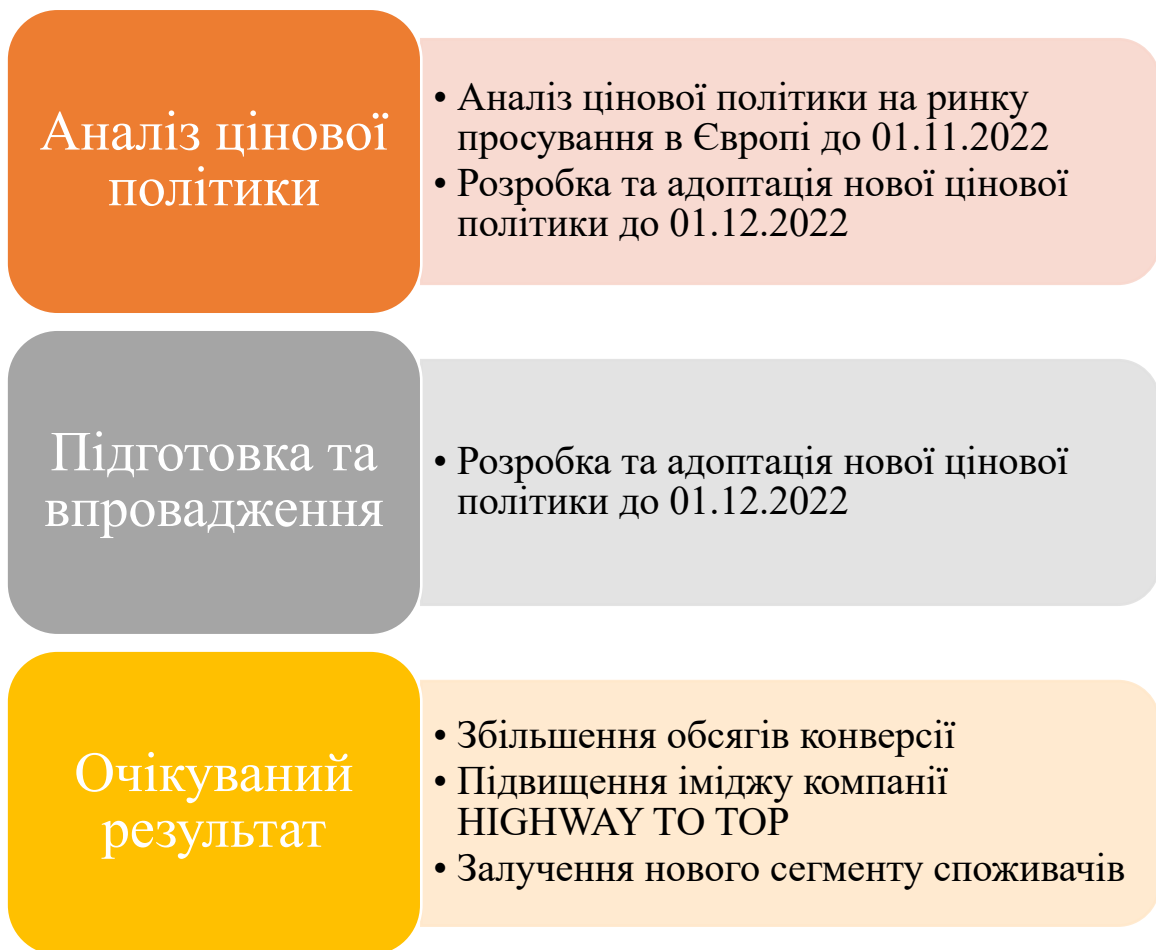 Аналіз цінової
політики
• Аналіз цінової політики на ринку
просування в Європі до 01.11.2022
• Розробка та адоптація нової цінової
політики до 01.12.2022
Підготовка та
впровадження
• Розробка та адоптація нової цінової
політики до 01.12.2022
Очікуваний
результат
• Збільшення обсягів конверсії
• Підвищення іміджу компанії
HIGHWAY TO TOP
• Залучення нового сегменту споживачів